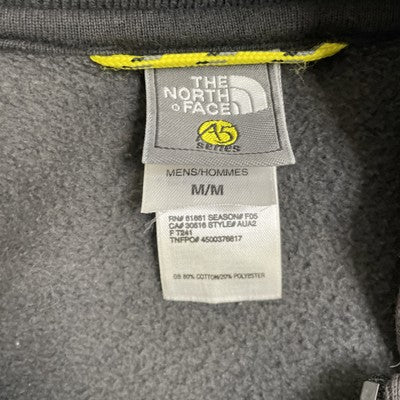 THE
NORTH
FACE
A5
series
MENS/HOMMES
M/M
RN# 61661 SEASON# F05
CA# 30516 STYLE# AUA2
F T241
TNFPO# 4500376617
GB 80% COTTON/20% POLYESTER